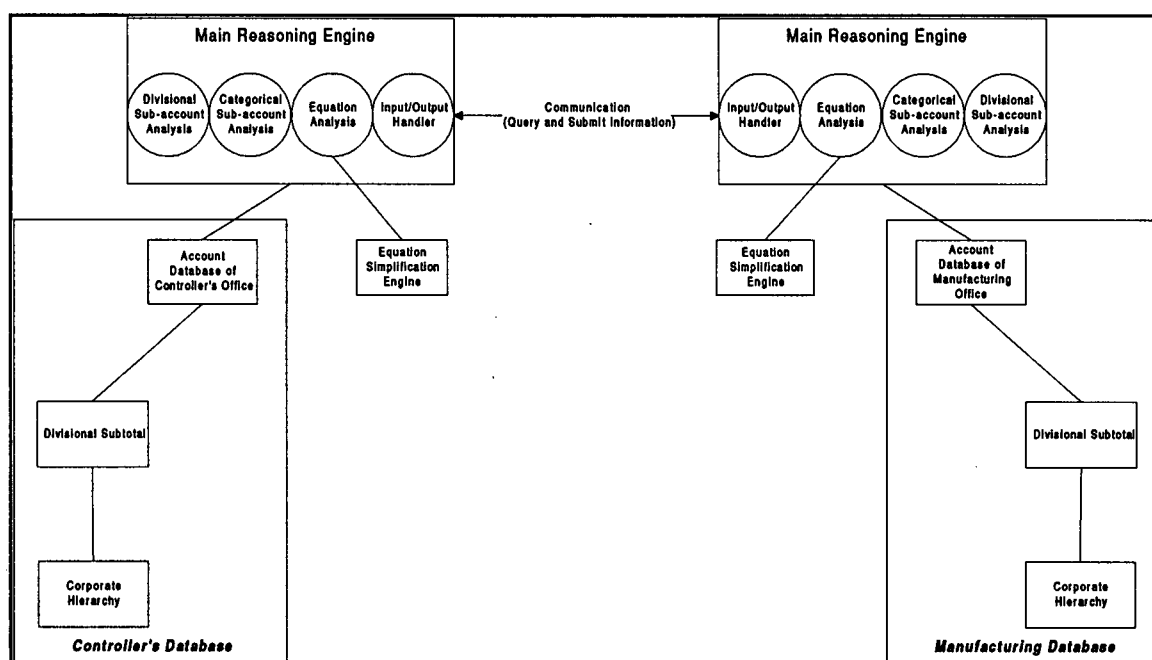 Main Reasoning Engine
Divisional
Sub-account
Analysis
Categorical
Sub-account
Analysis
Equation
Analysis
Input/Output
Handler
Communication
(Query and Submit Information)
Main Reasoning Engine
Input/Output
Handler
Equation
Analysis
Categorical
Sub-account
Analysis
Divisional
Sub-account
Analysis
Account
Database of
Controller's Office
Equation
Simplification
Engine
Equation
Simplification
Engine
Account
Database of
Manufacturing
Office
Divisional Subtotal
Divisional Subtotal
Corporate
Hierarchy
Corporate
Hierarchy
Controller's Database
Manufacturing Database